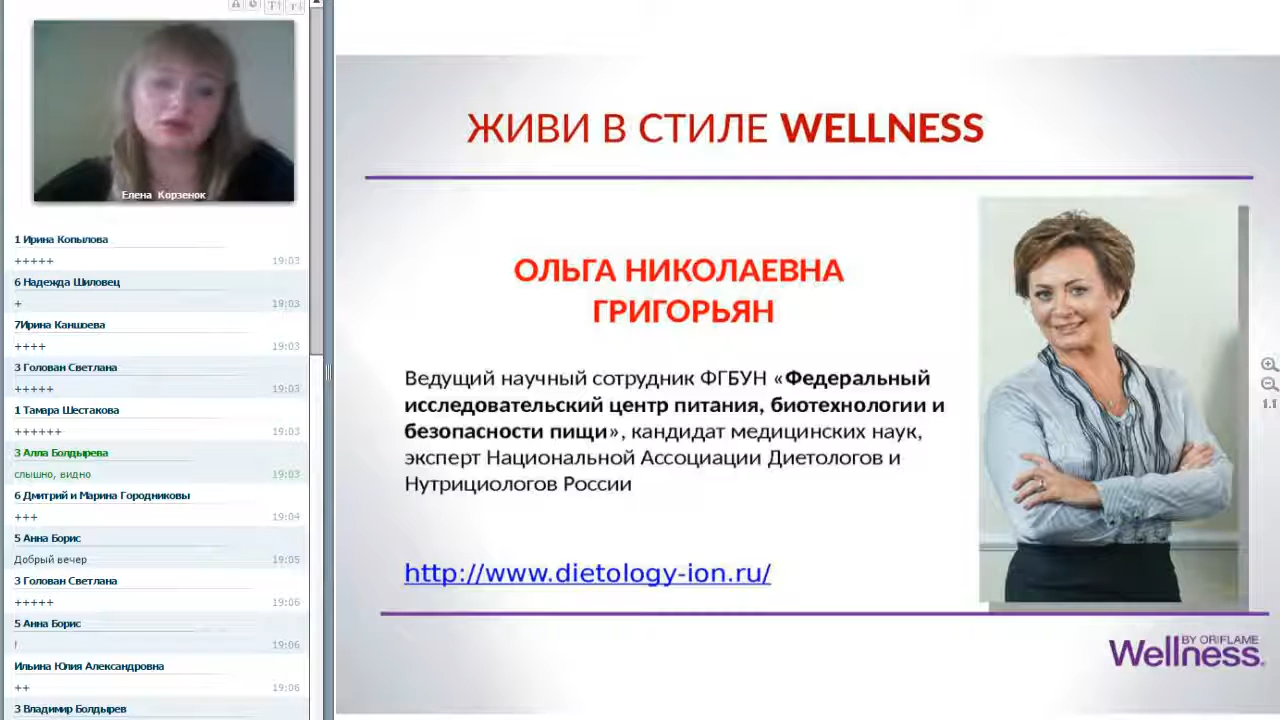 Елена Корзенок
1 Ирина Копылова
+++++ 19:03
6 Надежда Шиловец
+ 19:03
7Ирина Каншоева
++++ 19:03
3 Голован Светлана
+++++ 19:03
1 Тамара Шестакова
++++++ 19:03
3 Алла Болдырева
слышно, видно 19:03
6 Дмитрий и Марина Городниковы
+++ 19:04
5 Анна Борис
Добрый вечер 19:05
3 Голован Светлана
+++++ 19:06
5 Анна Борис
! 19:06
Ильина Юлия Александровна
++ 19:06
3 Владимир Болдырев
ЖИВИ В СТИЛЕ WELLNESS
ОЛЬГА НИКОЛАЕВНА
ГРИГОРЬЯН
Ведущий научный сотрудник ФГБУН «Федеральный
исследовательский центр питания, биотехнологии и
безопасности пищи», кандидат медицинских наук,
эксперт Национальной Ассоциации Диетологов и
Нутрициологов России
http://www.dietology-ion.ru/
BY ORIFLAME
Wellness.
1:1